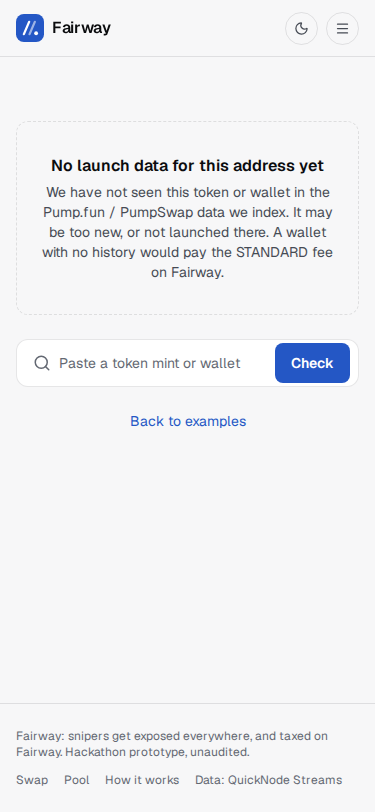 Fairway
No launch data for this address yet
We have not seen this token or wallet in the
Pump.fun / PumpSwap data we index. It may
be too new, or not launched there. A wallet
with no history would pay the STANDARD fee
on Fairway.
Paste a token mint or wallet
Check
Back to examples
Fairway: snipers get exposed everywhere, and taxed on
Fairway. Hackathon prototype, unaudited.
Swap Pool How it works Data: QuickNode Streams